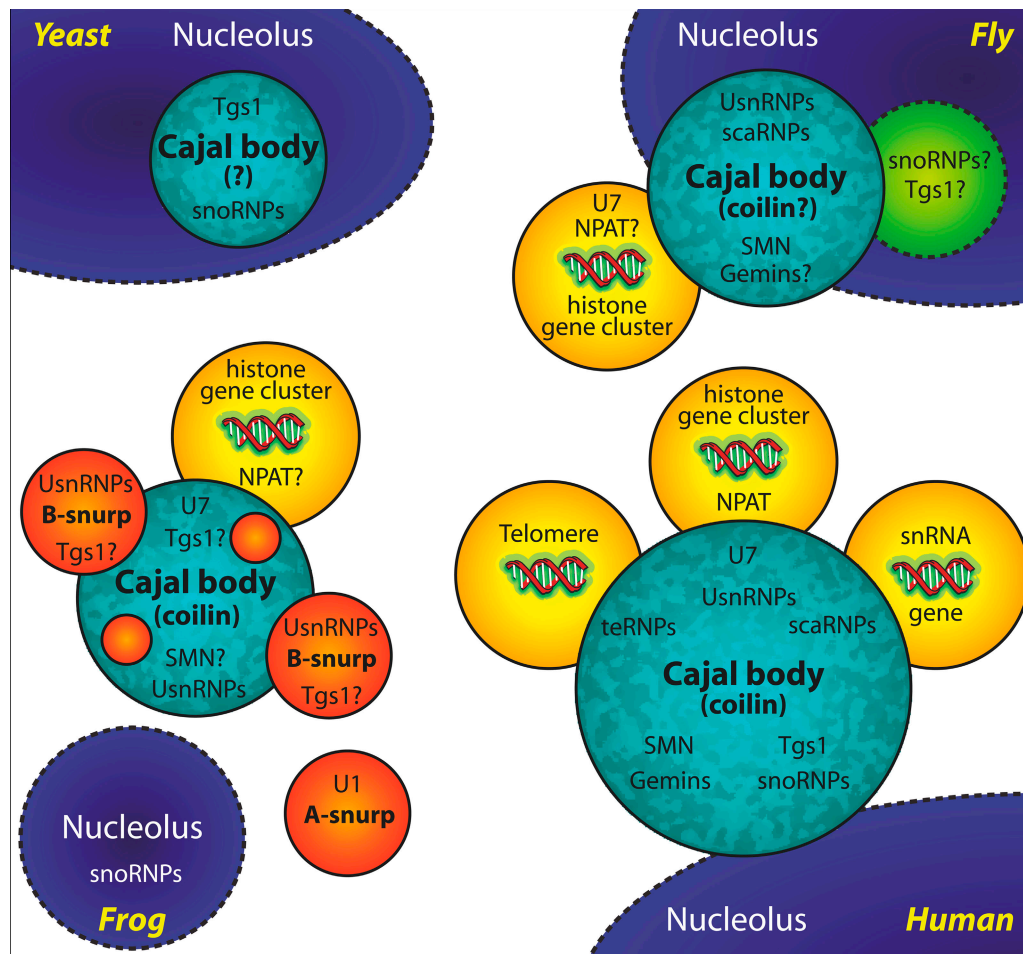 Yeast
Nucleolus
Tgs1
Cajal body
(?)
snoRNPs
Nucleolus
Fly
UsnRNPs
scaRNPs
Cajal body
(coilin?)
SMN
Gemins?
snoRNPs?
Tgs1?
U7
NPAT?
histone
gene cluster
histone
gene cluster
NPAT?
UsnRNPs
B-snurp
Tgs1?
U7
Tgs1?
Cajal body
(coilin)
SMN?
UsnRNPs
UsnRNPs
B-snurp
Tgs1?
U1
A-snurp
Nucleolus
snoRNPs
Frog
histone
gene cluster
NPAT
Telomere
snRNA
gene
U7
UsnRNPs
teRNPs
scaRNPs
Cajal body
(coilin)
SMN
Tgs1
Gemins
snoRNPs
Nucleolus
Human